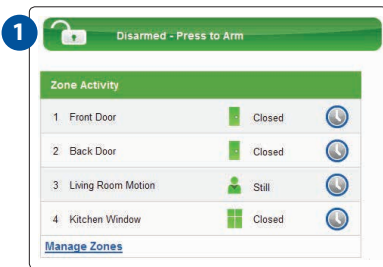 1
Disarmed - Press to Arm
Zone Activity
1 Front Door Closed
2 Back Door Closed
3 Living Room Motion Still
4 Kitchen Window Closed
Manage Zones